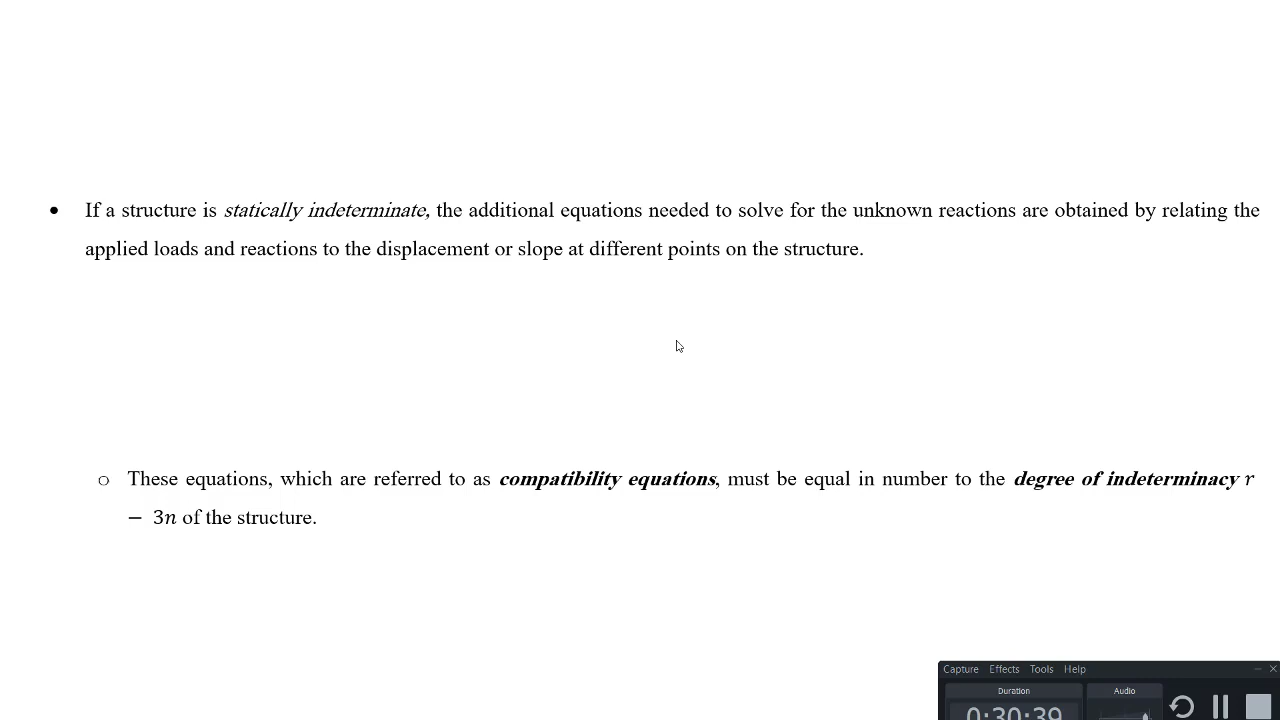 • If a structure is statically indeterminate, the additional equations needed to solve for the unknown reactions are obtained by relating the
applied loads and reactions to the displacement or slope at different points on the structure.
○ These equations, which are referred to as compatibility equations, must be equal in number to the degree of indeterminacy r
− 3n of the structure.
Capture Effects Tools Help
Duration Audio
0:30:39